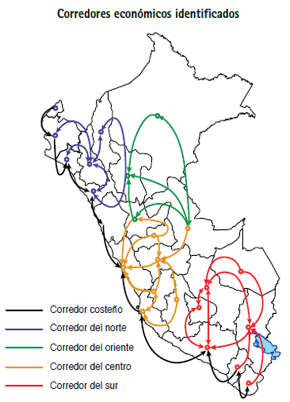 Corredores económicos identificados
Corredor costeño
Corredor del norte
Corredor del oriente
Corredor del centro
Corredor del sur